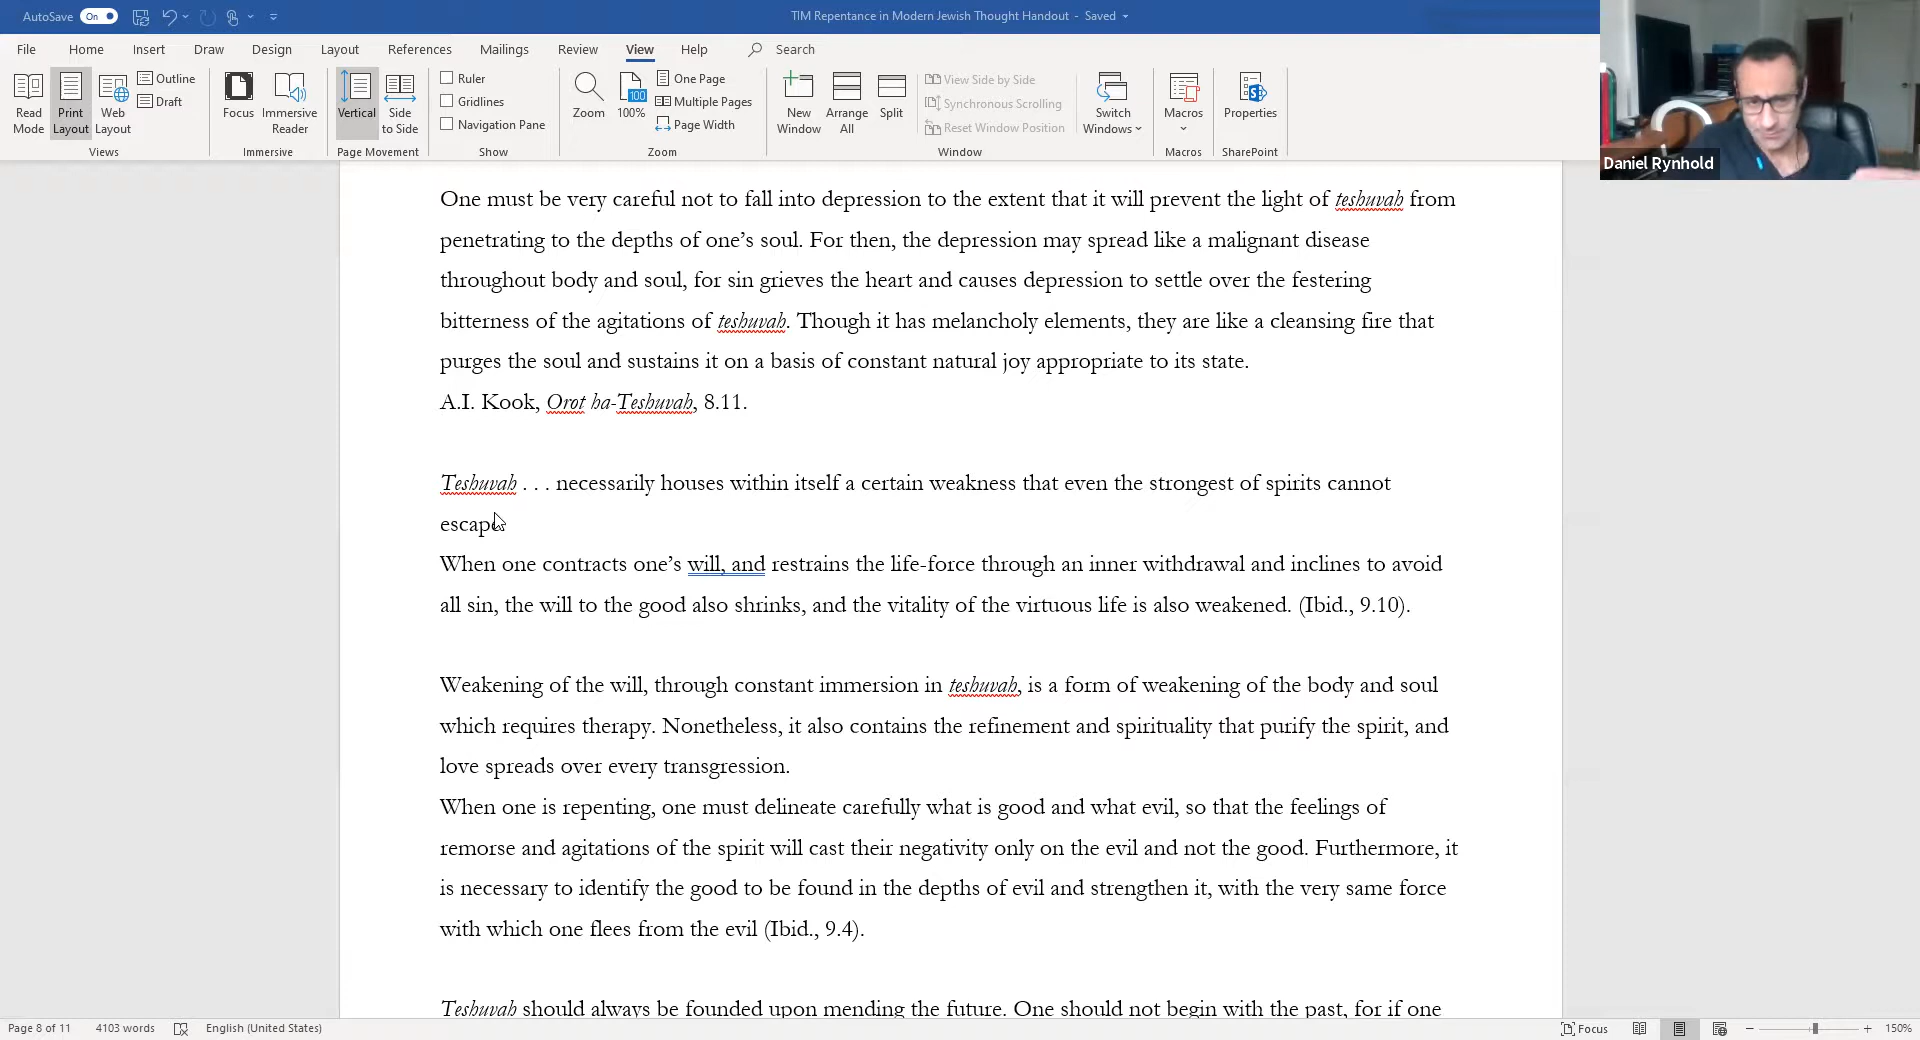 AutoSave On TIM Repentance in Modern Jewish Thought Handout - Saved
File Home Insert Draw Design Layout References Mailings Review View Help Search
Read Mode Print Layout Web Layout Outline Draft Focus Immersive Reader Vertical Side to Side Ruler Gridlines Navigation Pane Zoom 100 100% One Page Multiple Pages Page Width New Window Arrange All Split View Side by Side Synchronous Scrolling Reset Window Position Switch Windows Macros Properties
Views Immersive Page Movement Show Zoom Window Macros SharePoint
Daniel Rynhold
One must be very careful not to fall into depression to the extent that it will prevent the light of teshuvah from
penetrating to the depths of one’s soul. For then, the depression may spread like a malignant disease
throughout body and soul, for sin grieves the heart and causes depression to settle over the festering
bitterness of the agitations of teshuvah. Though it has melancholy elements, they are like a cleansing fire that
purges the soul and sustains it on a basis of constant natural joy appropriate to its state.
A.I. Kook, Orot ha-Teshuvah, 8.11.
Teshuvah . . . necessarily houses within itself a certain weakness that even the strongest of spirits cannot
escape
When one contracts one’s will, and restrains the life-force through an inner withdrawal and inclines to avoid
all sin, the will to the good also shrinks, and the vitality of the virtuous life is also weakened. (Ibid., 9.10).
Weakening of the will, through constant immersion in teshuvah, is a form of weakening of the body and soul
which requires therapy. Nonetheless, it also contains the refinement and spirituality that purify the spirit, and
love spreads over every transgression.
When one is repenting, one must delineate carefully what is good and what evil, so that the feelings of
remorse and agitations of the spirit will cast their negativity only on the evil and not the good. Furthermore, it
is necessary to identify the good to be found in the depths of evil and strengthen it, with the very same force
with which one flees from the evil (Ibid., 9.4).
Teshuvah should always be founded upon mending the future. One should not begin with the past, for if one
Page 8 of 11 4103 words English (United States) Focus 150%